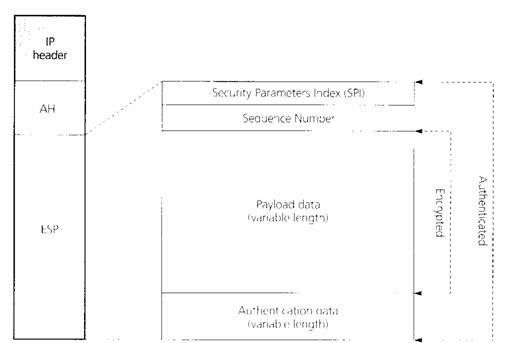 IP
header
AH
ESP
Security Parameters Index (SPI)
Sequence Number
Payload data
(variable length)
Authentication data
(variable length)
Encrypted
Authenticated